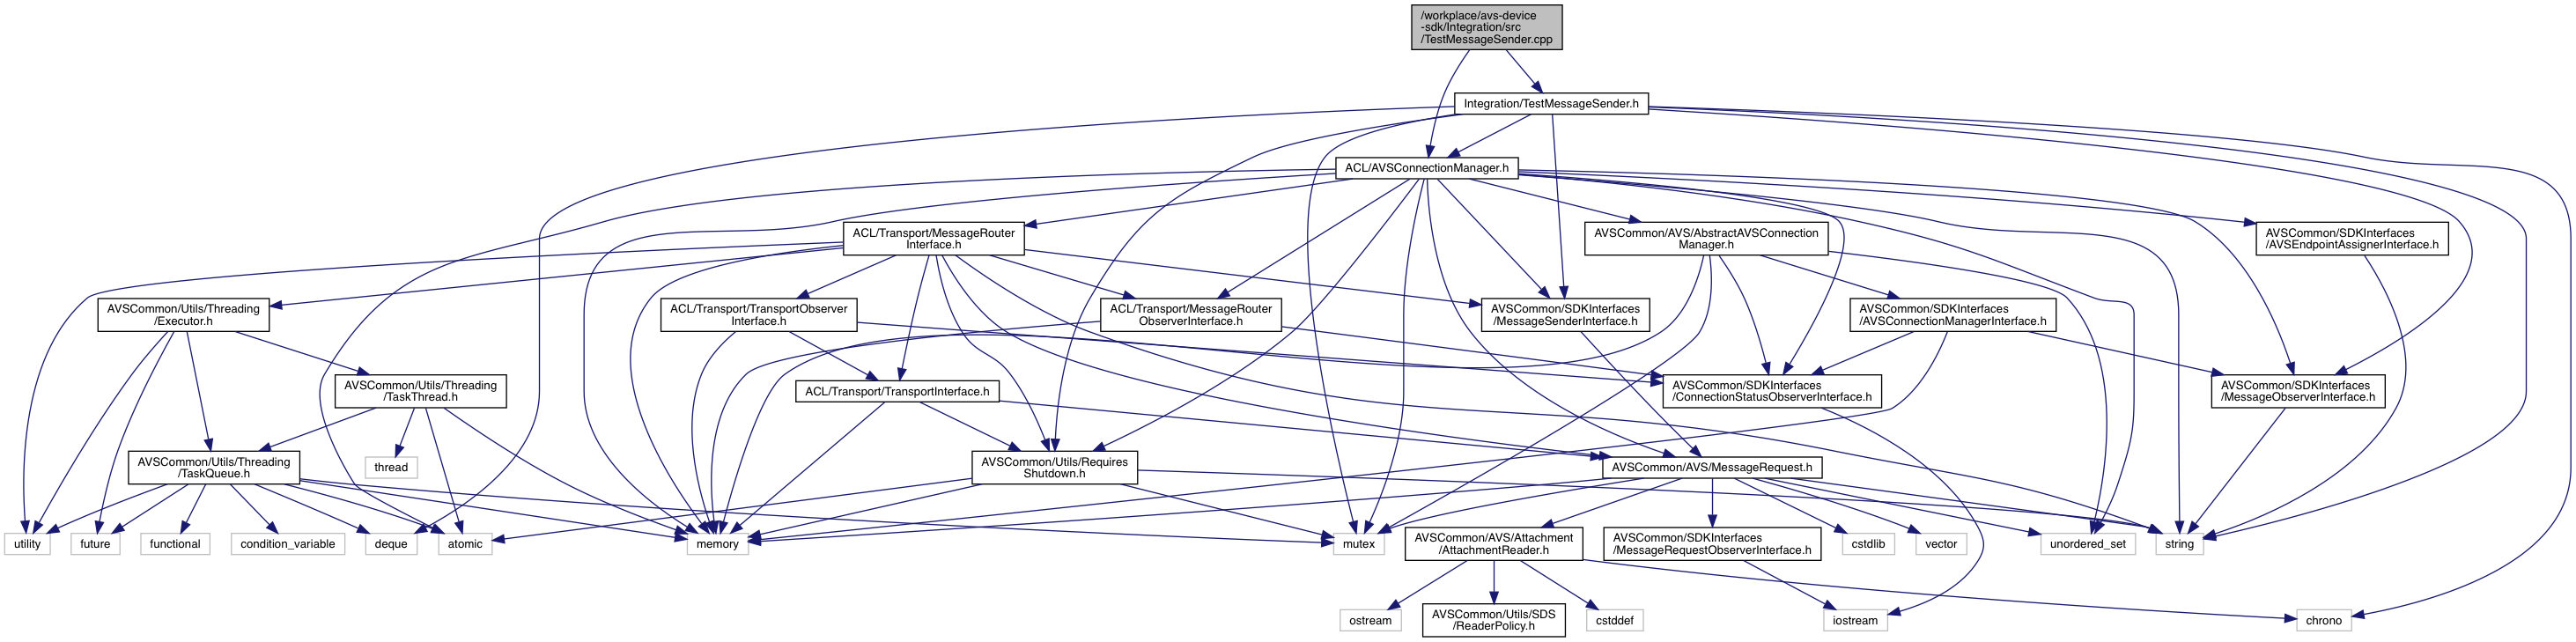 /workplace/avs-device
-sdk/Integration/src
/TestMessageSender.cpp
Integration/TestMessageSender.h
ACL/AVSConnectionManager.h
ACL/Transport/MessageRouter
Interface.h
AVSCommon/AVS/AbstractAVSConnection
Manager.h
AVSCommon/SDKInterfaces
/AVSEndpointAssignerInterface.h
AVSCommon/Utils/Threading
/Executor.h
ACL/Transport/TransportObserver
Interface.h
ACL/Transport/MessageRouter
ObserverInterface.h
AVSCommon/SDKInterfaces
/MessageSenderInterface.h
AVSCommon/SDKInterfaces
/AVSConnectionManagerInterface.h
AVSCommon/Utils/Threading
/TaskThread.h
ACL/Transport/TransportInterface.h
AVSCommon/SDKInterfaces
/ConnectionStatusObserverInterface.h
AVSCommon/SDKInterfaces
/MessageObserverInterface.h
AVSCommon/Utils/Threading
/TaskQueue.h
thread
AVSCommon/Utils/Requires
Shutdown.h
AVSCommon/AVS/MessageRequest.h
utility
future
functional
condition_variable
deque
atomic
memory
mutex
AVSCommon/AVS/Attachment
/AttachmentReader.h
AVSCommon/SDKInterfaces
/MessageRequestObserverInterface.h
cstdlib
vector
unordered_set
string
ostream
AVSCommon/Utils/SDS
/ReaderPolicy.h
cstddef
iostream
chrono